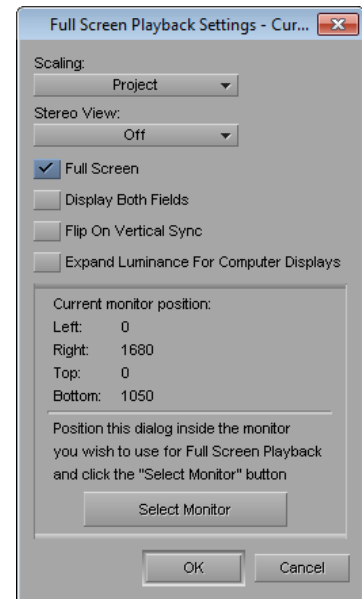 Full Screen Playback Settings - Cur...
Scaling:
Project
Stereo View:
Off
Full Screen
Display Both Fields
Flip On Vertical Sync
Expand Luminance For Computer Displays
Current monitor position:
Left: 0
Right: 1680
Top: 0
Bottom: 1050
Position this dialog inside the monitor
you wish to use for Full Screen Playback
and click the "Select Monitor" button
Select Monitor
OK Cancel